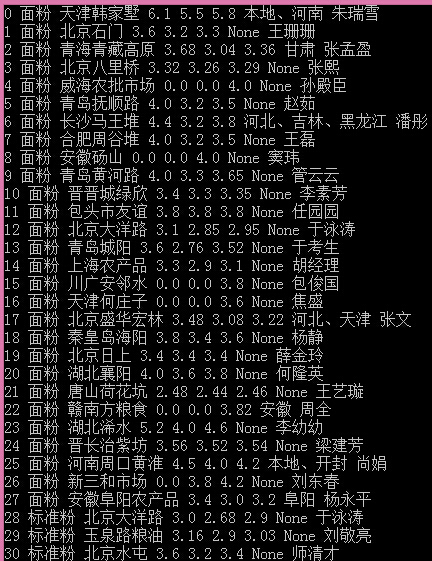 0 面粉 天津韩家墅 6.1 5.5 5.8 本地、河南 朱瑞雪
1 面粉 北京石门 3.6 3.2 3.3 None 王珊珊
2 面粉 青海青藏高原 3.68 3.04 3.36 甘肃 张孟盈
3 面粉 北京八里桥 3.32 3.26 3.29 None 张熙
4 面粉 威海农批市场 0.0 0.0 4.0 None 孙殿臣
5 面粉 青岛抚顺路 4.0 3.2 3.5 None 赵茹
6 面粉 长沙马王堆 4.4 3.2 3.8 河北、吉林、黑龙江 潘彤
7 面粉 合肥周谷堆 4.0 3.2 3.5 None 王磊
8 面粉 安徽砀山 0.0 0.0 4.0 None 窦玮
9 面粉 青岛黄河路 4.0 3.3 3.65 None 管云云
10 面粉 晋晋城绿欣 3.4 3.3 3.35 None 李素芳
11 面粉 包头市友谊 3.8 3.8 3.8 None 任园园
12 面粉 北京大洋路 3.1 2.85 2.95 None 于泳涛
13 面粉 青岛城阳 3.6 2.76 3.52 None 于考生
14 面粉 上海农产品 3.3 2.9 3.1 None 胡经理
15 面粉 川广安邻水 0.0 0.0 3.8 None 包俊国
16 面粉 天津何庄子 0.0 0.0 3.6 None 焦盛
17 面粉 北京盛华宏林 3.48 3.08 3.22 河北、天津 张文
18 面粉 秦皇岛海阳 3.8 3.4 3.6 None 杨静
19 面粉 北京日上 3.4 3.4 3.4 None 薛金玲
20 面粉 湖北襄阳 4.0 3.6 3.8 None 何隆英
21 面粉 唐山荷花坑 2.48 2.44 2.46 None 王艺璇
22 面粉 赣南方粮食 0.0 0.0 3.82 安徽 周全
23 面粉 湖北浠水 5.2 4.0 4.6 None 李幼幼
24 面粉 晋长治紫坊 3.56 3.52 3.54 None 梁建芳
25 面粉 河南周口黄淮 4.5 4.0 4.2 本地、开封 尚娟
26 面粉 新三和市场 0.0 3.8 4.2 None 刘东春
27 面粉 安徽阜阳农产品 3.4 3.0 3.2 阜阳 杨永平
28 标准粉 北京大洋路 3.0 2.68 2.9 None 于泳涛
29 标准粉 玉泉路粮油 3.16 2.9 3.03 None 刘敬亮
30 标准粉 北京水屯 3.6 3.2 3.4 None 师清才